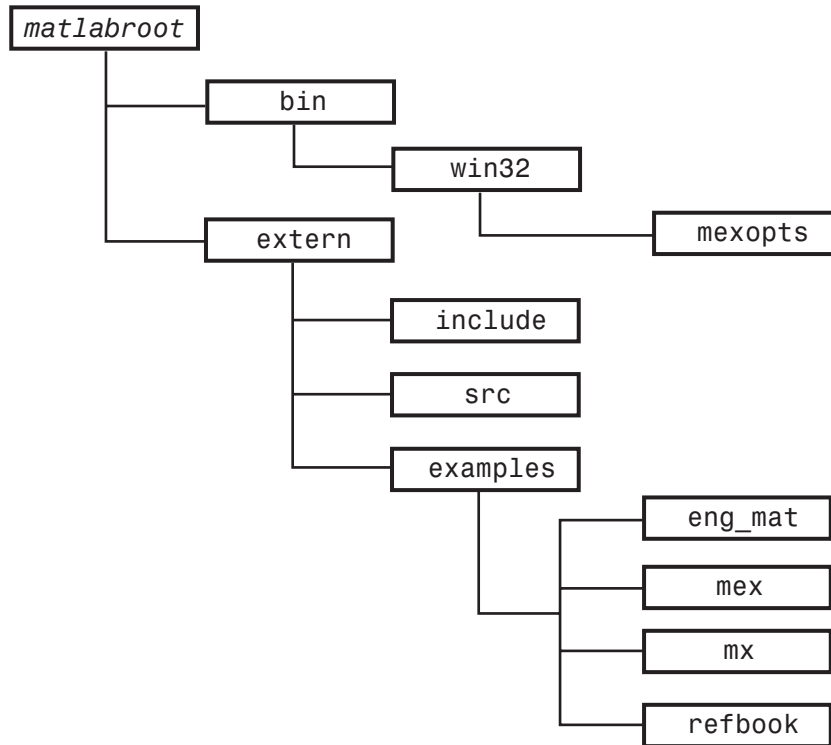 matlabroot
bin
win32
mexopts
extern
include
src
examples
eng_mat
mex
mx
refbook